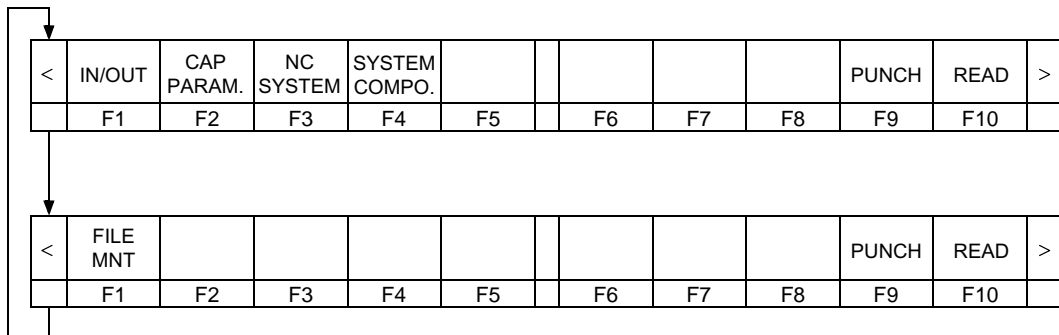 < IN/OUT CAP PARAM. NC SYSTEM SYSTEM COMPO. PUNCH READ >
F1 F2 F3 F4 F5 F6 F7 F8 F9 F10
< FILE MNT PUNCH READ >
F1 F2 F3 F4 F5 F6 F7 F8 F9 F10